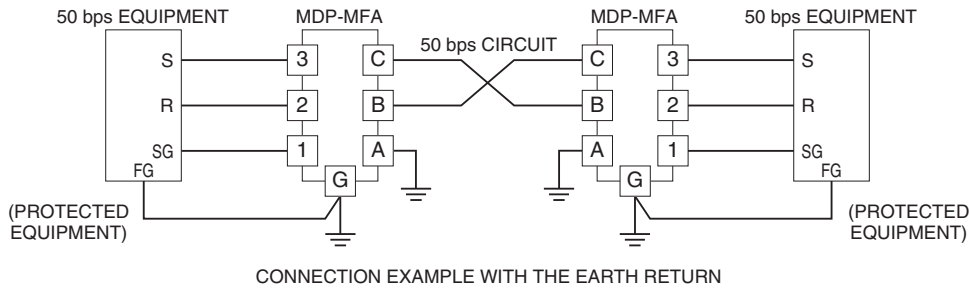 50 bps EQUIPMENT MDP-MFA MDP-MFA 50 bps EQUIPMENT
50 bps CIRCUIT
S 3 C C 3 S
R 2 B B 2 R
SG 1 A A 1 SG
FG G G FG
(PROTECTED
EQUIPMENT)
(PROTECTED
EQUIPMENT)
CONNECTION EXAMPLE WITH THE EARTH RETURN